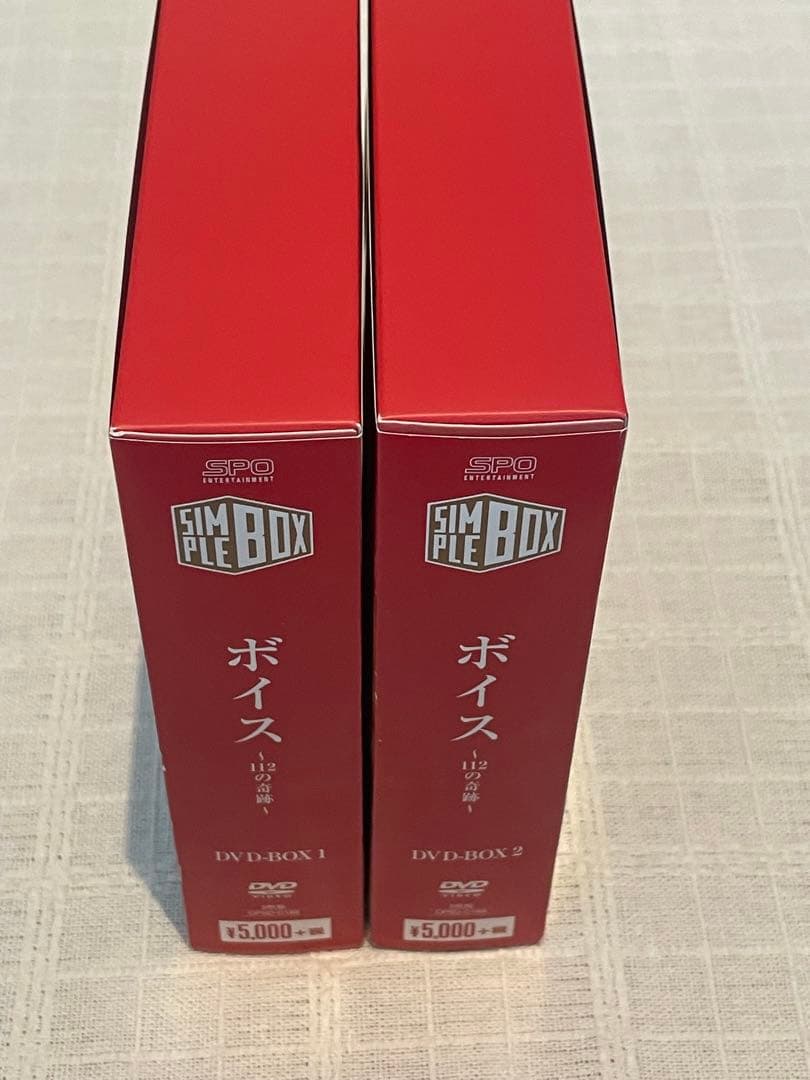 SPO
ENTERTAINMENT
SIM
PLE BOX
ボイス
~112の奇跡~
DVD-BOX 1
DVD
VIDEO
¥5,000+税
SPO
ENTERTAINMENT
SIM
PLE BOX
ボイス
~112の奇跡~
DVD-BOX 2
DVD
VIDEO
¥5,000+税